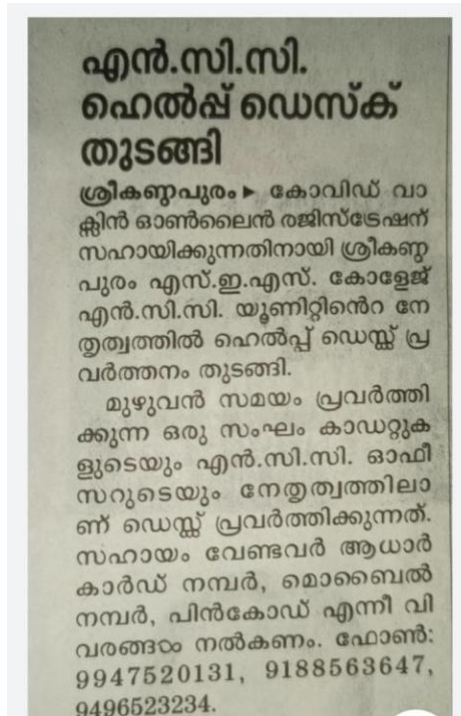 എൻ.സി.സി.
ഹെൽപ്പ് ഡെസ്ക്
തുടങ്ങി
ശ്രീകണ്ഠപുരം▶ കോവിഡ് വാ
ക്സിൻ ഓൺലൈൻ രജിസ്ട്രേഷന്
സഹായിക്കുന്നതിനായി ശ്രീകണ്ഠ
പുരം എസ്.ഇ.എസ്. കോളേജ്
എൻ.സി.സി. യൂണിറ്റിന്റെ നേ
തൃത്വത്തിൽ ഹെൽപ്പ് ഡെസ്ക്ക് പ്ര
വർത്തനം തുടങ്ങി.
മുഴുവൻ സമയം പ്രവർത്തി
ക്കുന്ന ഒരു സംഘം കാഡറ്റുക
ളുടെയും എൻ.സി.സി. ഓഫീ
സറുടെയും നേതൃത്വത്തിലാ
ണ് ഡെസ്ക്ക് പ്രവർത്തിക്കുന്നത്.
സഹായം വേണ്ടവർ ആധാർ
കാർഡ് നമ്പർ, മൊബൈൽ
നമ്പർ, പിൻകോഡ് എന്നീ വി
വരങ്ങൾ നൽകണം. ഫോൺ:
9947520131, 9188563647,
9496523234.